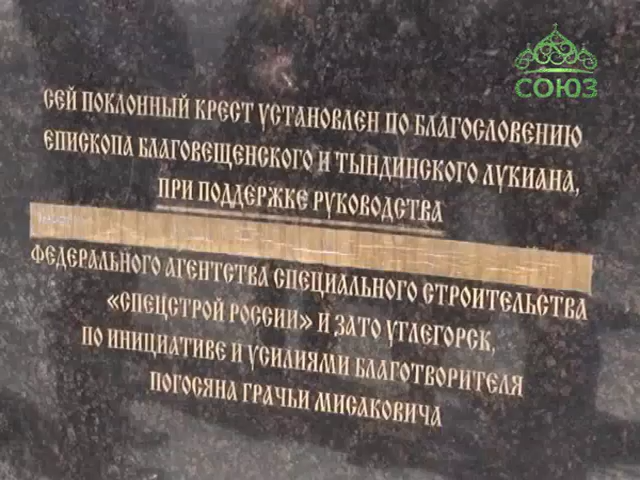 СОЮЗ
СЕЙ ПОКЛОННЫЙ КРЕСТ УСТАНОВЛЕН ПО БЛАГОСЛОВЕНИЮ
ЕПИСКОПА БЛАГОВЕЩЕНСКОГО И ТЫНДИНСКОГО ЛУКИАНА,
ПРИ ПОДДЕРЖКЕ РУКОВОДСТВА
ФЕДЕРАЛЬНОГО АГЕНТСТВА СПЕЦИАЛЬНОГО СТРОИТЕЛЬСТВА
«СПЕЦСТРОЙ РОССИИ» И ЗАТО УГЛЕГОРСК,
ПО ИНИЦИАТИВЕ И УСИЛИЯМИ БЛАГОТВОРИТЕЛЯ
ПОГОСЯНА ГРАЧЬИ МИСАКОВИЧА